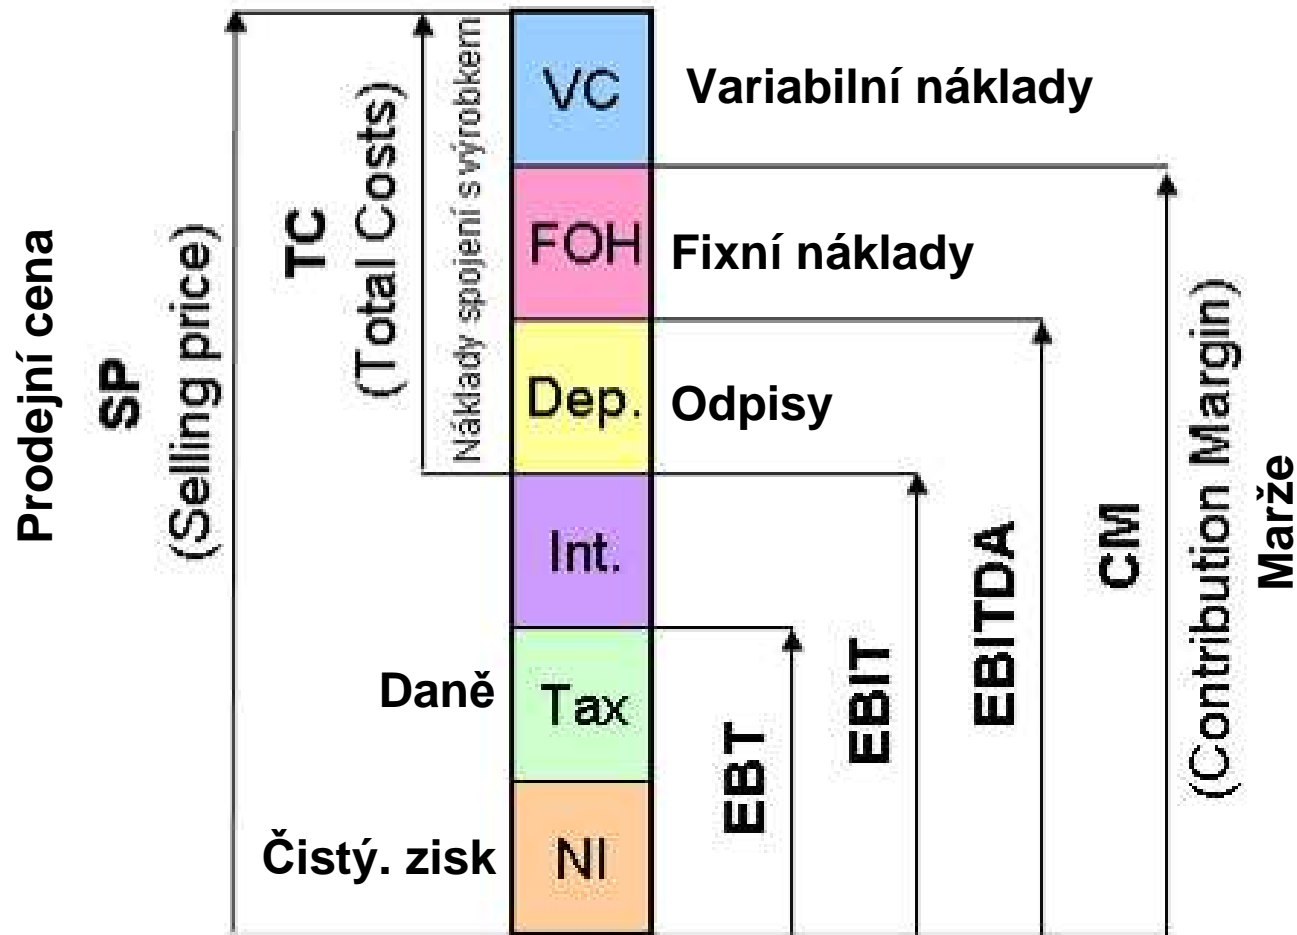 Prodejní cena
SP
(Selling price)
TC
(Total Costs)
Náklady spojení s výrobkem
VC
Variabilní náklady
FOH
Fixní náklady
Dep.
Odpisy
Int.
Daně
Tax
Čistý. zisk
NI
EBT
EBIT
EBITDA
CM
(Contribution Margin)
Marže